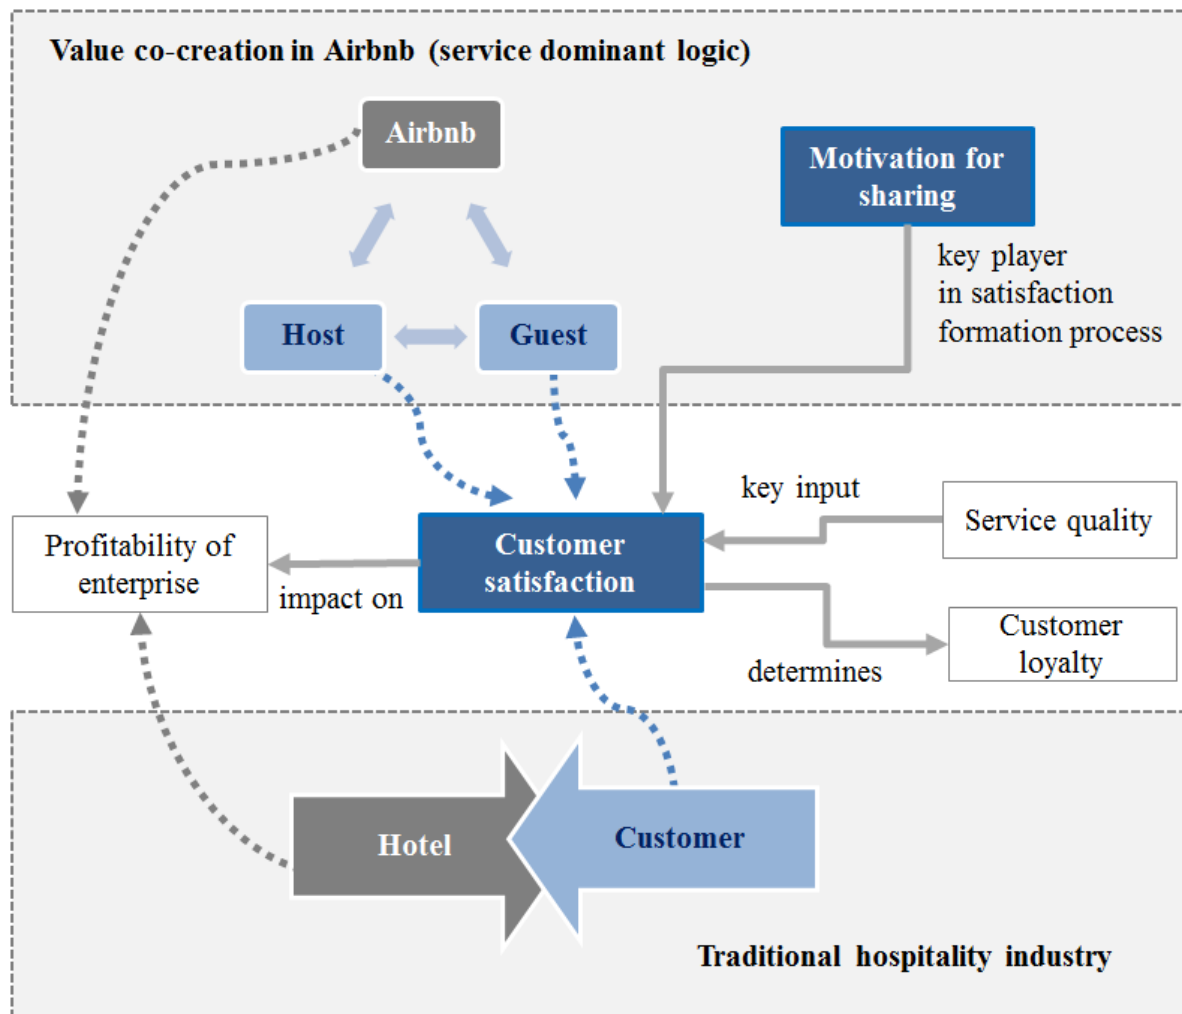 Value co-creation in Airbnb (service dominant logic)
Airbnb
Motivation for
sharing
key player
in satisfaction
formation process
Host
Guest
key input
Service quality
Profitability of
enterprise
Customer
satisfaction
impact on
Customer
loyalty
determines
Hotel
Customer
Traditional hospitality industry